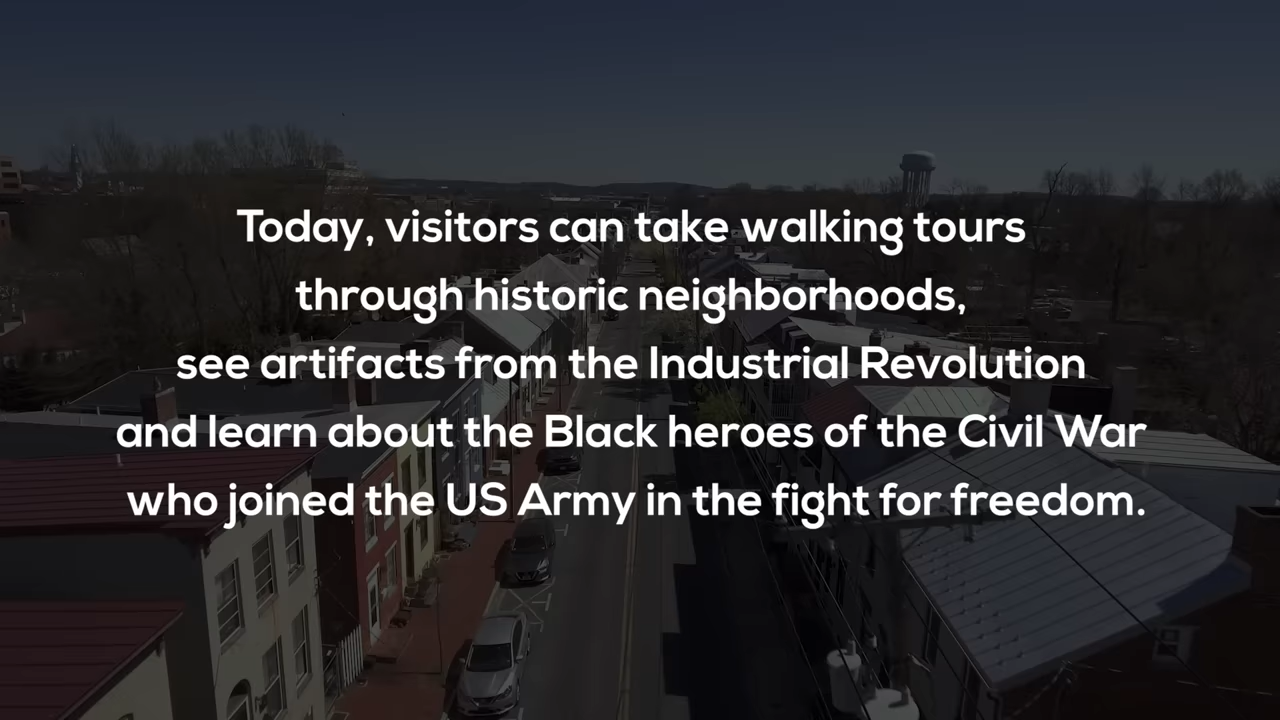 Today, visitors can take walking tours
through historic neighborhoods,
see artifacts from the Industrial Revolution
and learn about the Black heroes of the Civil War
who joined the US Army in the fight for freedom.